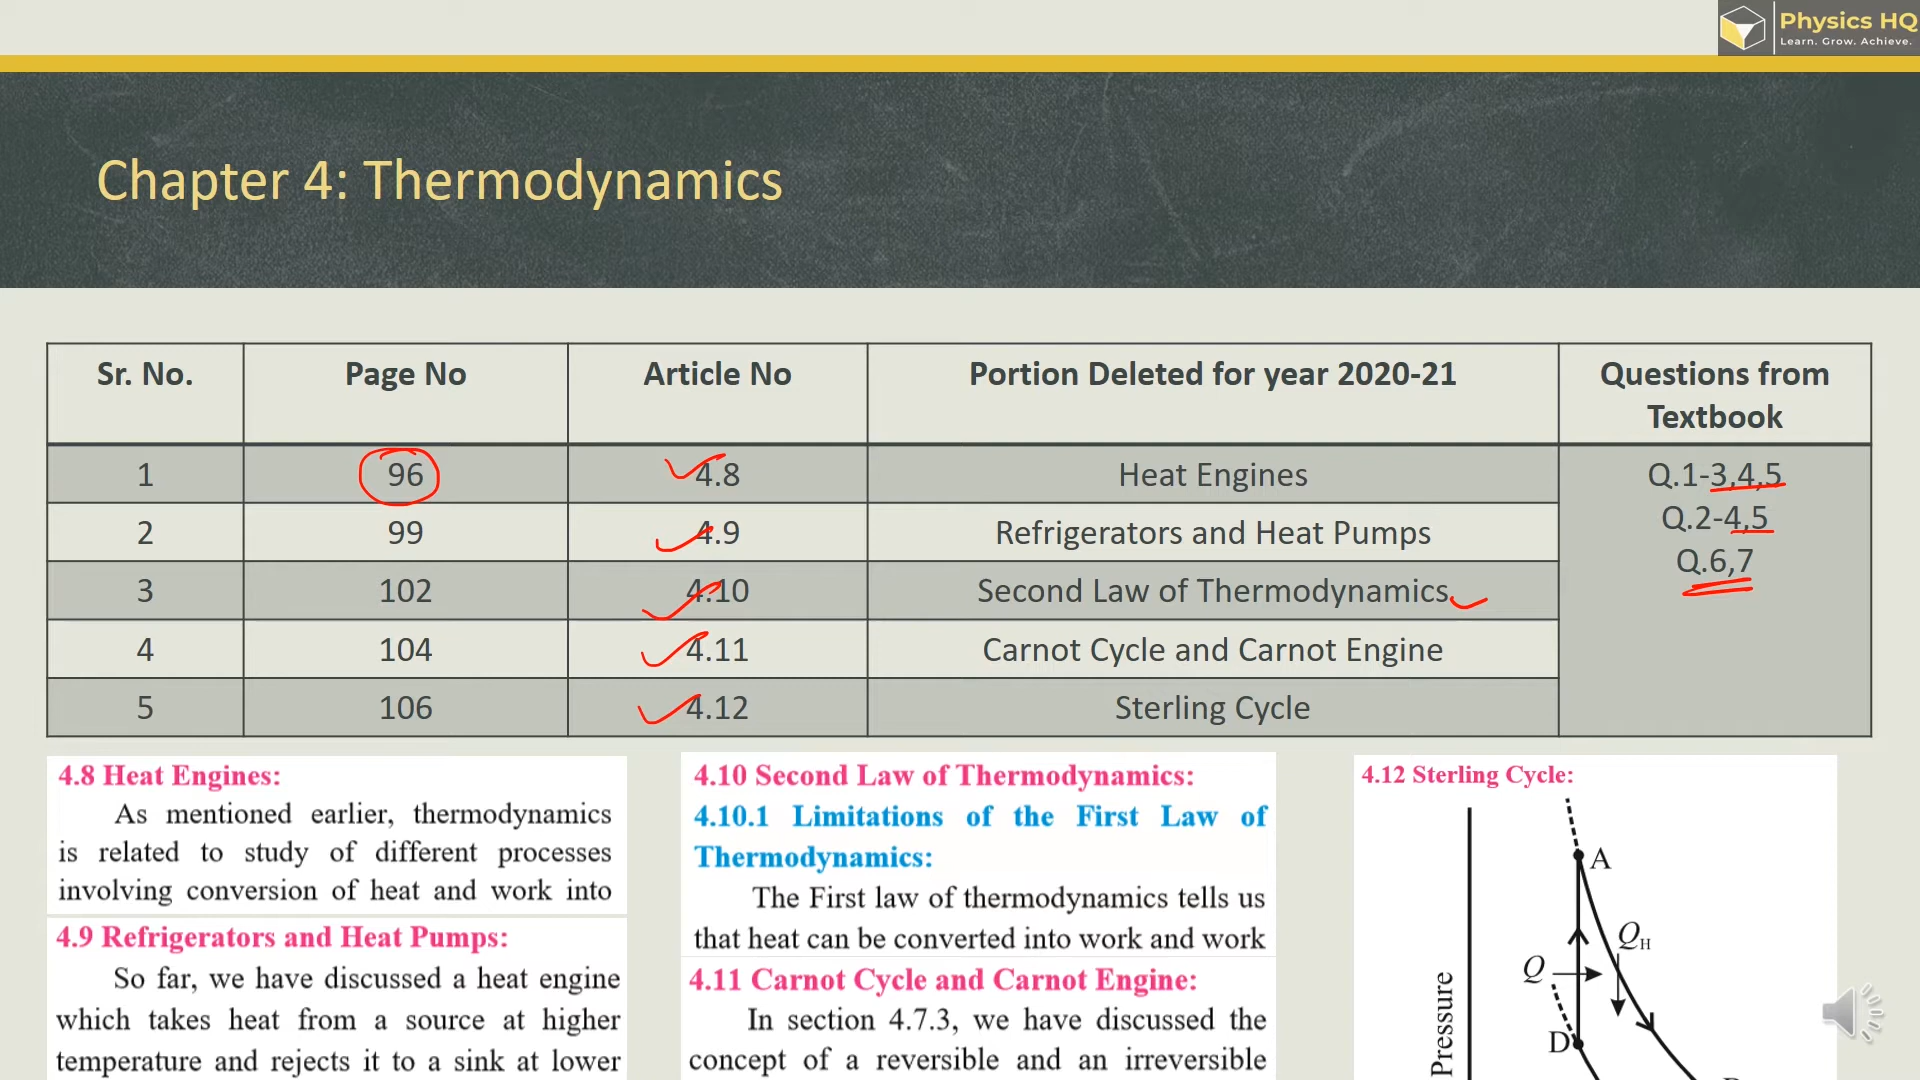 Physics HQ
Learn. Grow. Achieve.
Chapter 4: Thermodynamics
Sr. No. Page No Article No Portion Deleted for year 2020-21 Questions from Textbook
1 96 4.8 Heat Engines Q.1-3,4,5
2 99 4.9 Refrigerators and Heat Pumps Q.2-4,5
3 102 4.10 Second Law of Thermodynamics Q.6,7
4 104 4.11 Carnot Cycle and Carnot Engine
5 106 4.12 Sterling Cycle
4.8 Heat Engines:
As mentioned earlier, thermodynamics
is related to study of different processes
involving conversion of heat and work into
4.9 Refrigerators and Heat Pumps:
So far, we have discussed a heat engine
which takes heat from a source at higher
temperature and rejects it to a sink at lower
4.10 Second Law of Thermodynamics:
4.10.1 Limitations of the First Law of
Thermodynamics:
The First law of thermodynamics tells us
that heat can be converted into work and work
4.11 Carnot Cycle and Carnot Engine:
In section 4.7.3, we have discussed the
concept of a reversible and an irreversible
4.12 Sterling Cycle:
A
QH
Q
D
Pressure